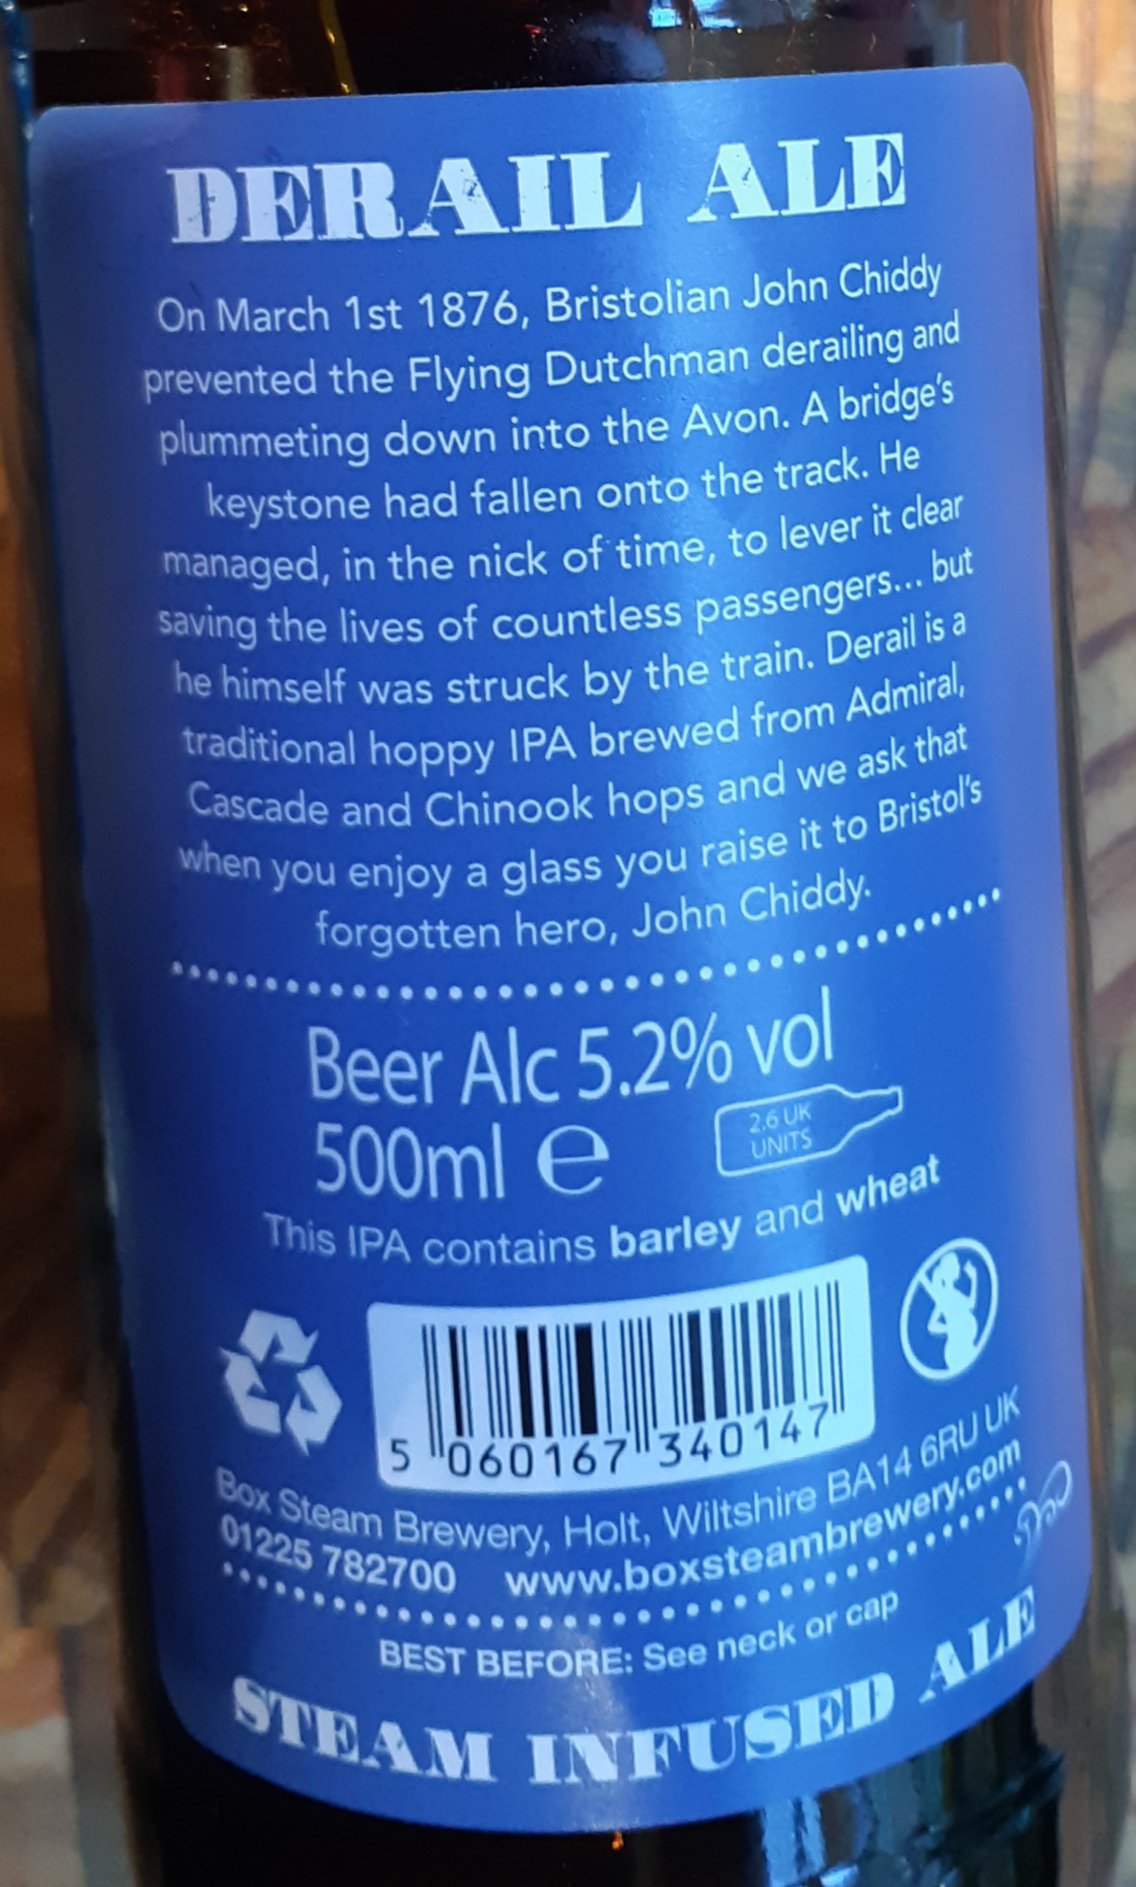 DERAIL ALE
On March 1st 1876, Bristolian John Chiddy
prevented the Flying Dutchman derailing and
plummeting down into the Avon. A bridge's
keystone had fallen onto the track. He
managed, in the nick of time, to lever it clear
saving the lives of countless passengers... but
he himself was struck by the train. Derail is a
traditional hoppy IPA brewed from Admiral,
Cascade and Chinook hops and we ask that
when you enjoy a glass you raise it to Bristol's
forgotten hero, John Chiddy.
Beer Alc 5.2% vol
500ml e
2.6 UK
UNITS
This IPA contains barley and wheat
5 060167 340147
Box Steam Brewery, Holt, Wiltshire BA14 6RU UK
01225 782700 www.boxsteambrewery.com
BEST BEFORE: See neck or cap
STEAM INFUSED ALE